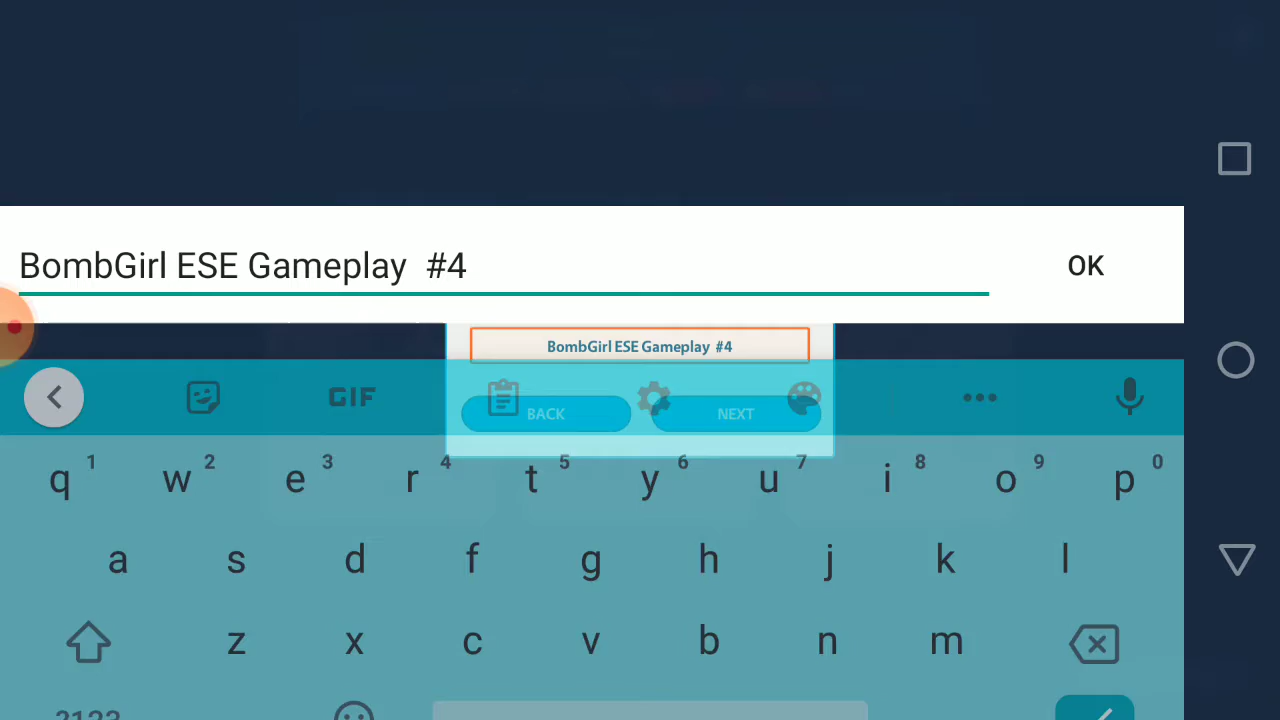 BombGirl ESE Gameplay  #4
OK
BombGirl ESE Gameplay  #4
GIF
BACK
NEXT
q 1 w 2 e 3 r 4 t 5 y 6 u 7 i 8 o 9 p 0
a s d f g h j k l
z x c v b n m
?123